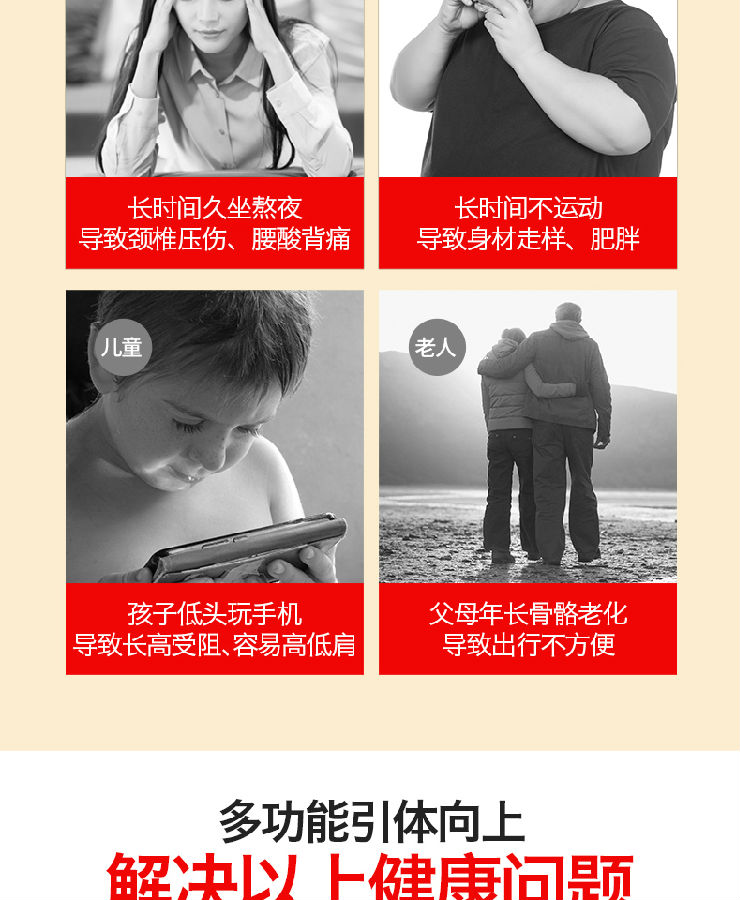 长时间久坐熬夜
导致颈椎压伤、腰酸背痛
长时间不运动
导致身材走样、肥胖
儿童
孩子低头玩手机
导致长高受阻、容易高低肩
老人
父母年长骨骼老化
导致出行不方便
多功能引体向上
解决以上健康问题